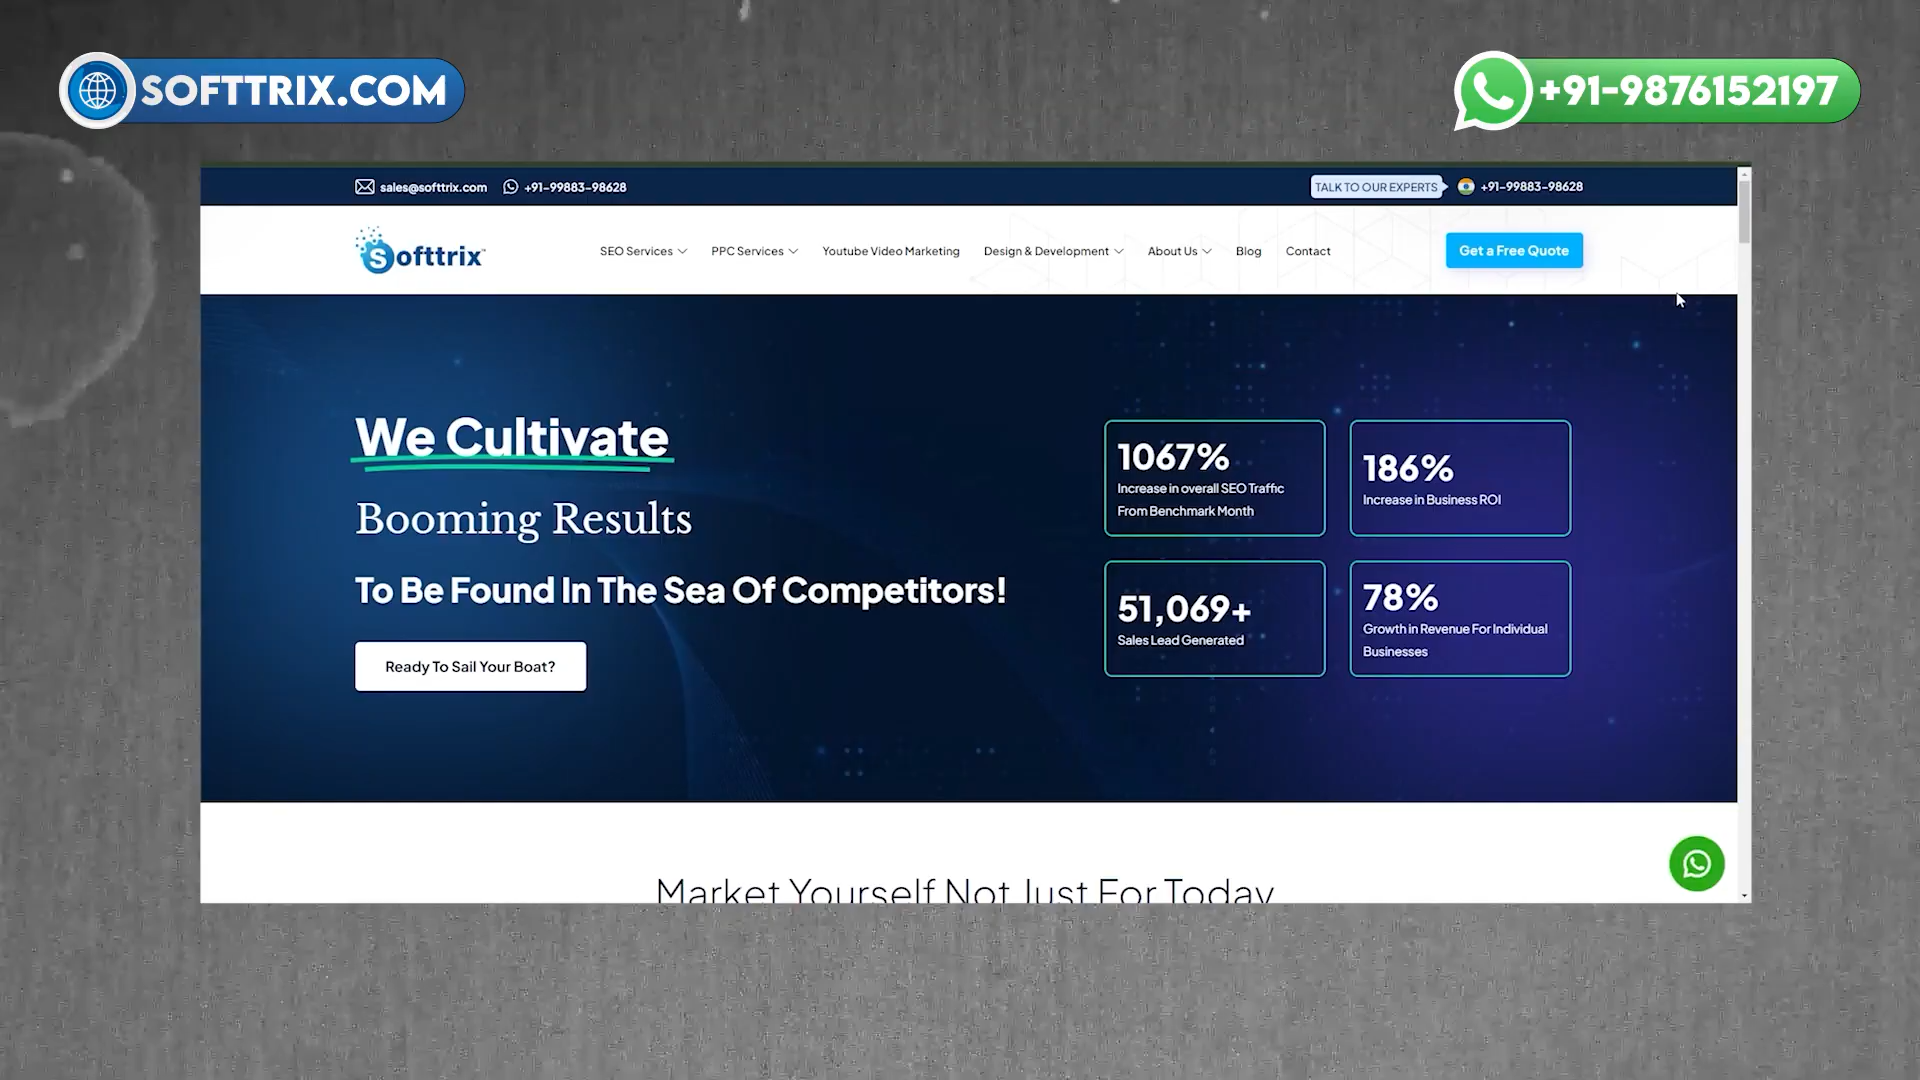 SOFTTRIX.COM
+91-9876152197
sales@softtrix.com
+91-99883-98628
TALK TO OUR EXPERTS
+91-99883-98628
Softtrix
SEO Services
PPC Services
Youtube Video Marketing
Design & Development
About Us
Blog
Contact
Get a Free Quote
We Cultivate
Booming Results
To Be Found In The Sea Of Competitors!
Ready To Sail Your Boat?
1067%
Increase in overall SEO Traffic
From Benchmark Month
186%
Increase in Business ROI
51,069+
Sales Lead Generated
78%
Growth in Revenue For Individual
Businesses
Market Yourself Not Just For Today